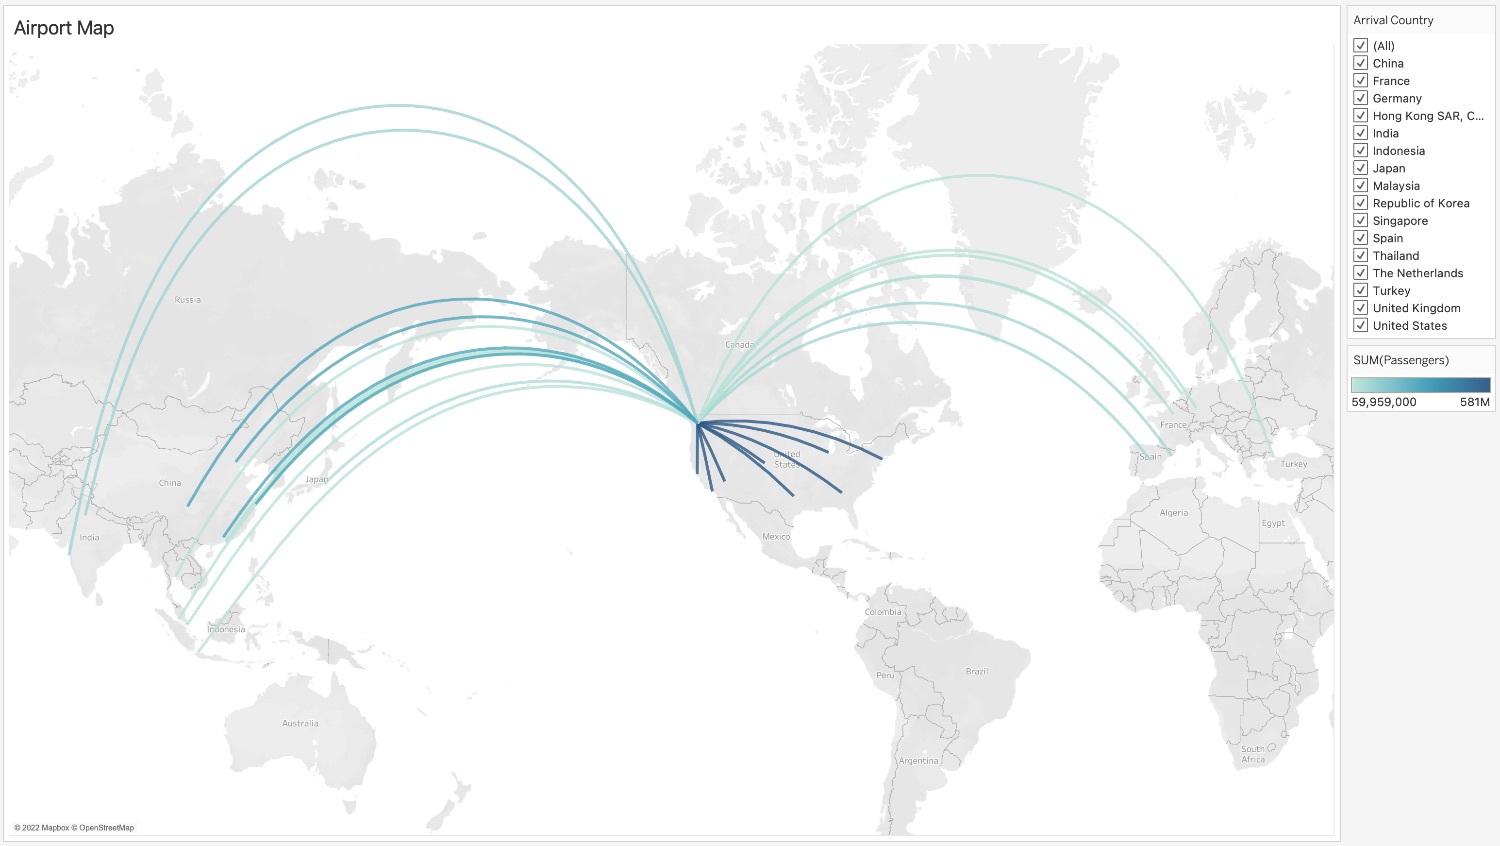 Airport Map
Russia
Canada
United
States
China
Japan
India
Mexico
Indonesia
Australia
Colombia
Peru
Brazil
Argentina
France
Spain
Turkey
Algeria
Egypt
South
Africa
© 2022 Mapbox © OpenStreetMap
Arrival Country
(All)
China
France
Germany
Hong Kong SAR, C...
India
Indonesia
Japan
Malaysia
Republic of Korea
Singapore
Spain
Thailand
The Netherlands
Turkey
United Kingdom
United States
SUM(Passengers)
59,959,000 581M